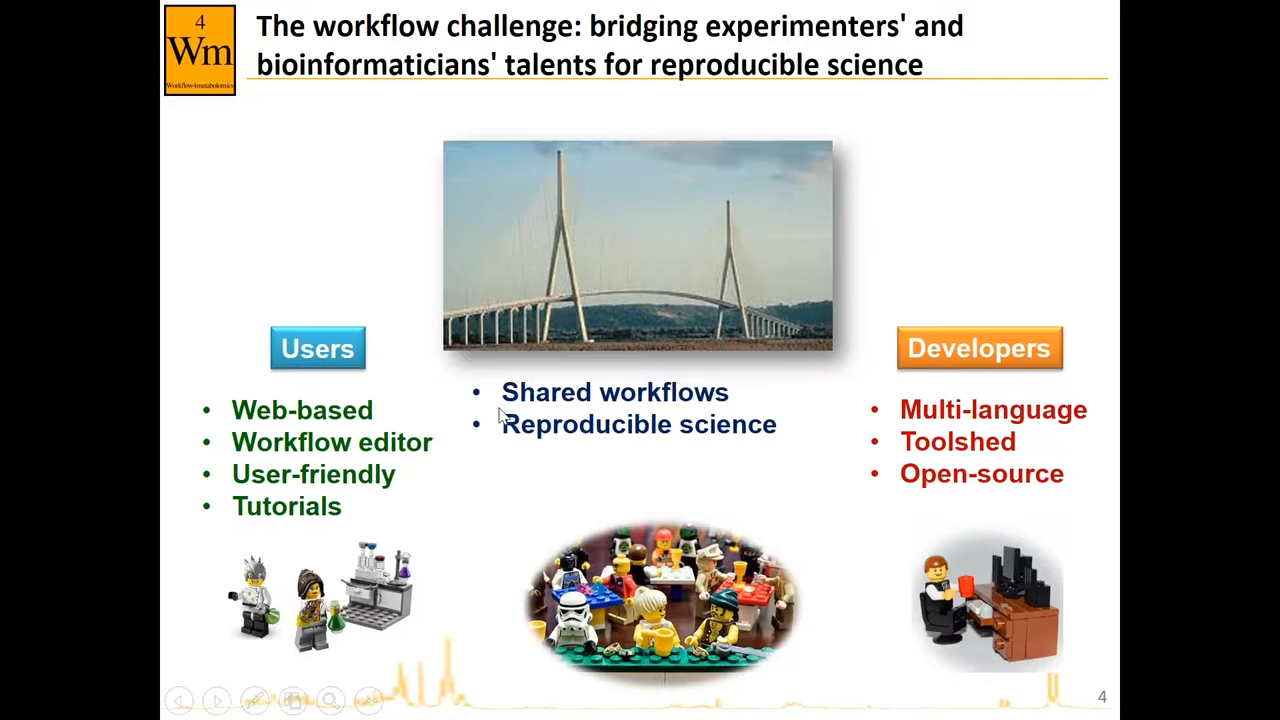 4
Wm
Workflow4metabolomics
The workflow challenge: bridging experimenters' and
bioinformaticians' talents for reproducible science
Users
• Web-based
• Workflow editor
• User-friendly
• Tutorials
• Shared workflows
• Reproducible science
Developers
• Multi-language
• Toolshed
• Open-source
4